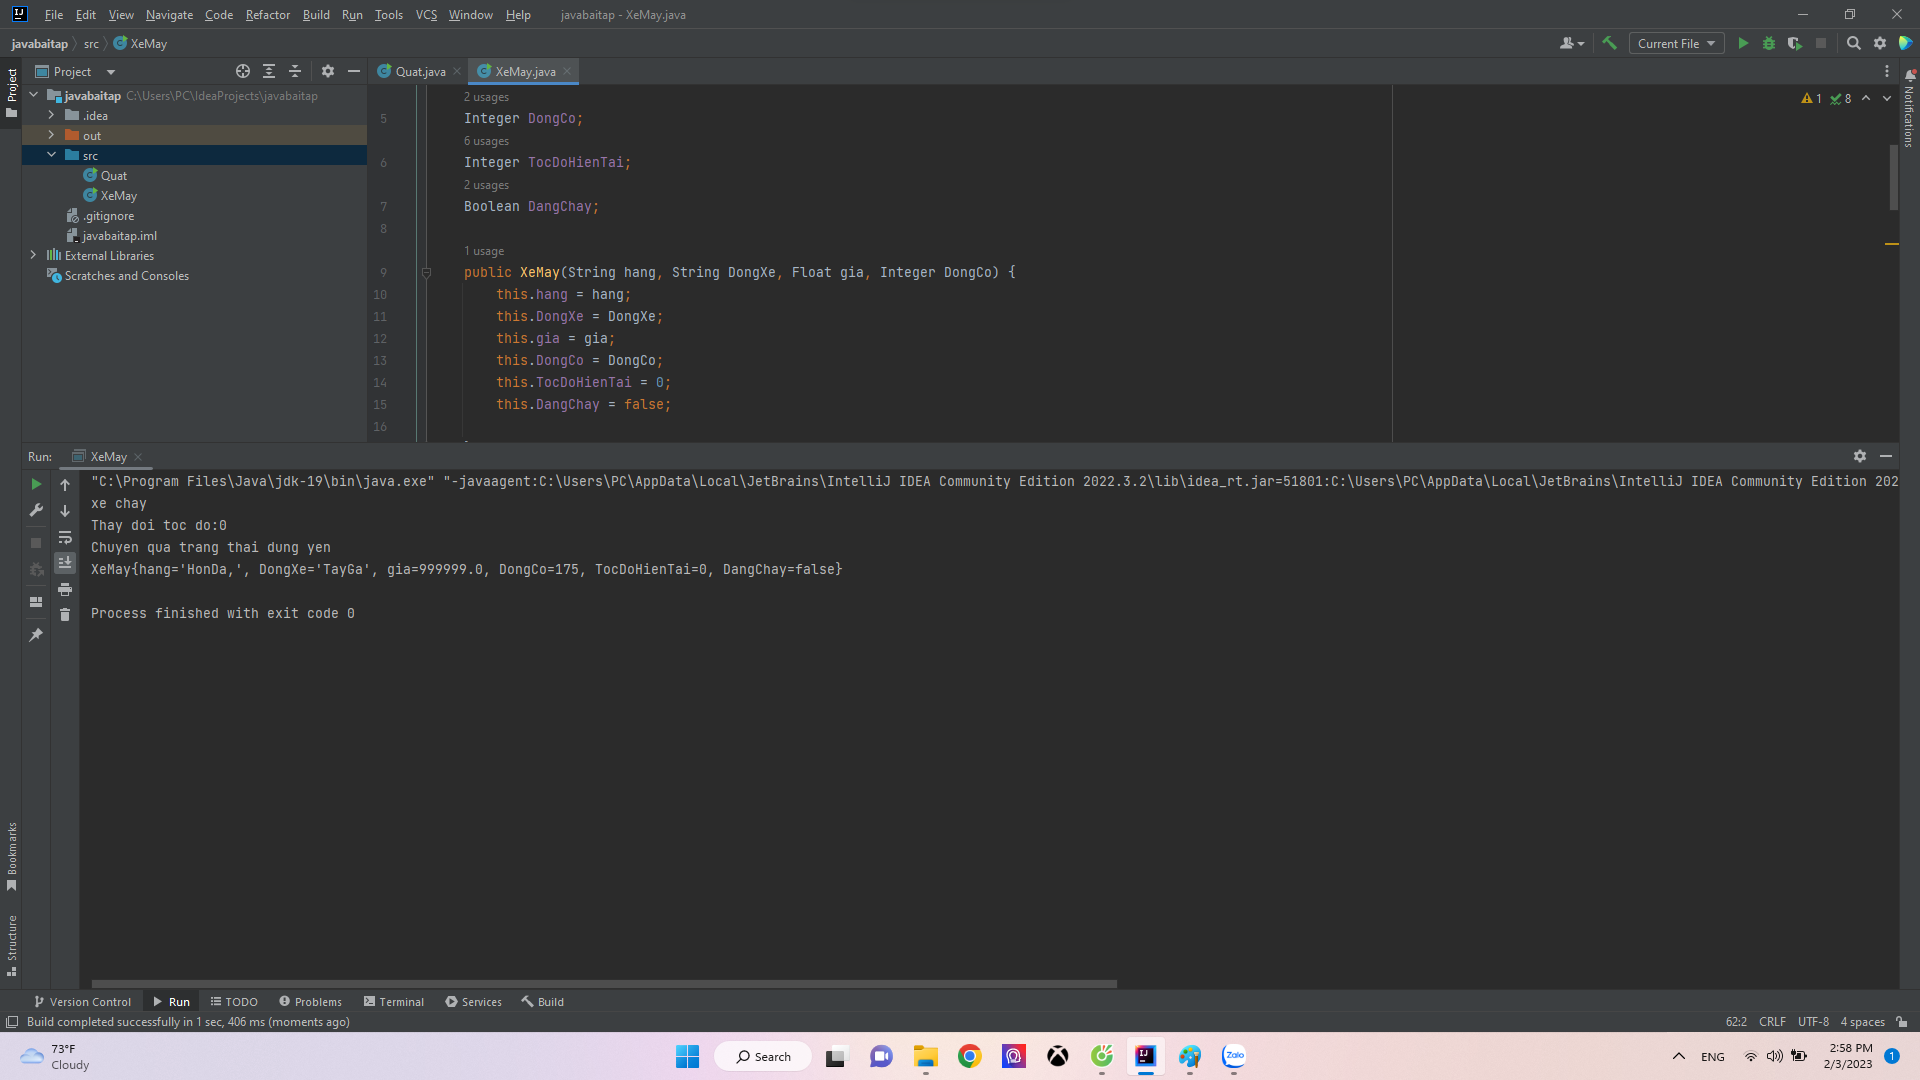 File Edit View Navigate Code Refactor Build Run Tools VCS Window Help javabaitap - XeMay.java
javabaitap src XeMay
Current File
Project
Quat.java XeMay.java
javabaitap C:\Users\PC\IdeaProjects\javabaitap
.idea
out
src
Quat
XeMay
.gitignore
javabaitap.iml
External Libraries
Scratches and Consoles
Project
Bookmarks
Structure
Notifications
1 8
2 usages
5 Integer DongCo;
6 usages
6 Integer TocDoHienTai;
2 usages
7 Boolean DangChay;
8
1 usage
9 public XeMay(String hang, String DongXe, Float gia, Integer DongCo) {
10 this.hang = hang;
11 this.DongXe = DongXe;
12 this.gia = gia;
13 this.DongCo = DongCo;
14 this.TocDoHienTai = 0;
15 this.DangChay = false;
16
Run: XeMay
"C:\Program Files\Java\jdk-19\bin\java.exe" "-javaagent:C:\Users\PC\AppData\Local\JetBrains\IntelliJ IDEA Community Edition 2022.3.2\lib\idea_rt.jar=51801:C:\Users\PC\AppData\Local\JetBrains\IntelliJ IDEA Community Edition 202
xe chay
Thay doi toc do:0
Chuyen qua trang thai dung yen
XeMay{hang='HonDa,', DongXe='TayGa', gia=999999.0, DongCo=175, TocDoHienTai=0, DangChay=false}
Process finished with exit code 0
Version Control Run TODO Problems Terminal Services Build
Build completed successfully in 1 sec, 406 ms (moments ago)
62:2 CRLF UTF-8 4 spaces
73°F
Cloudy
Search
Zalo
ENG
2:58 PM
2/3/2023
1